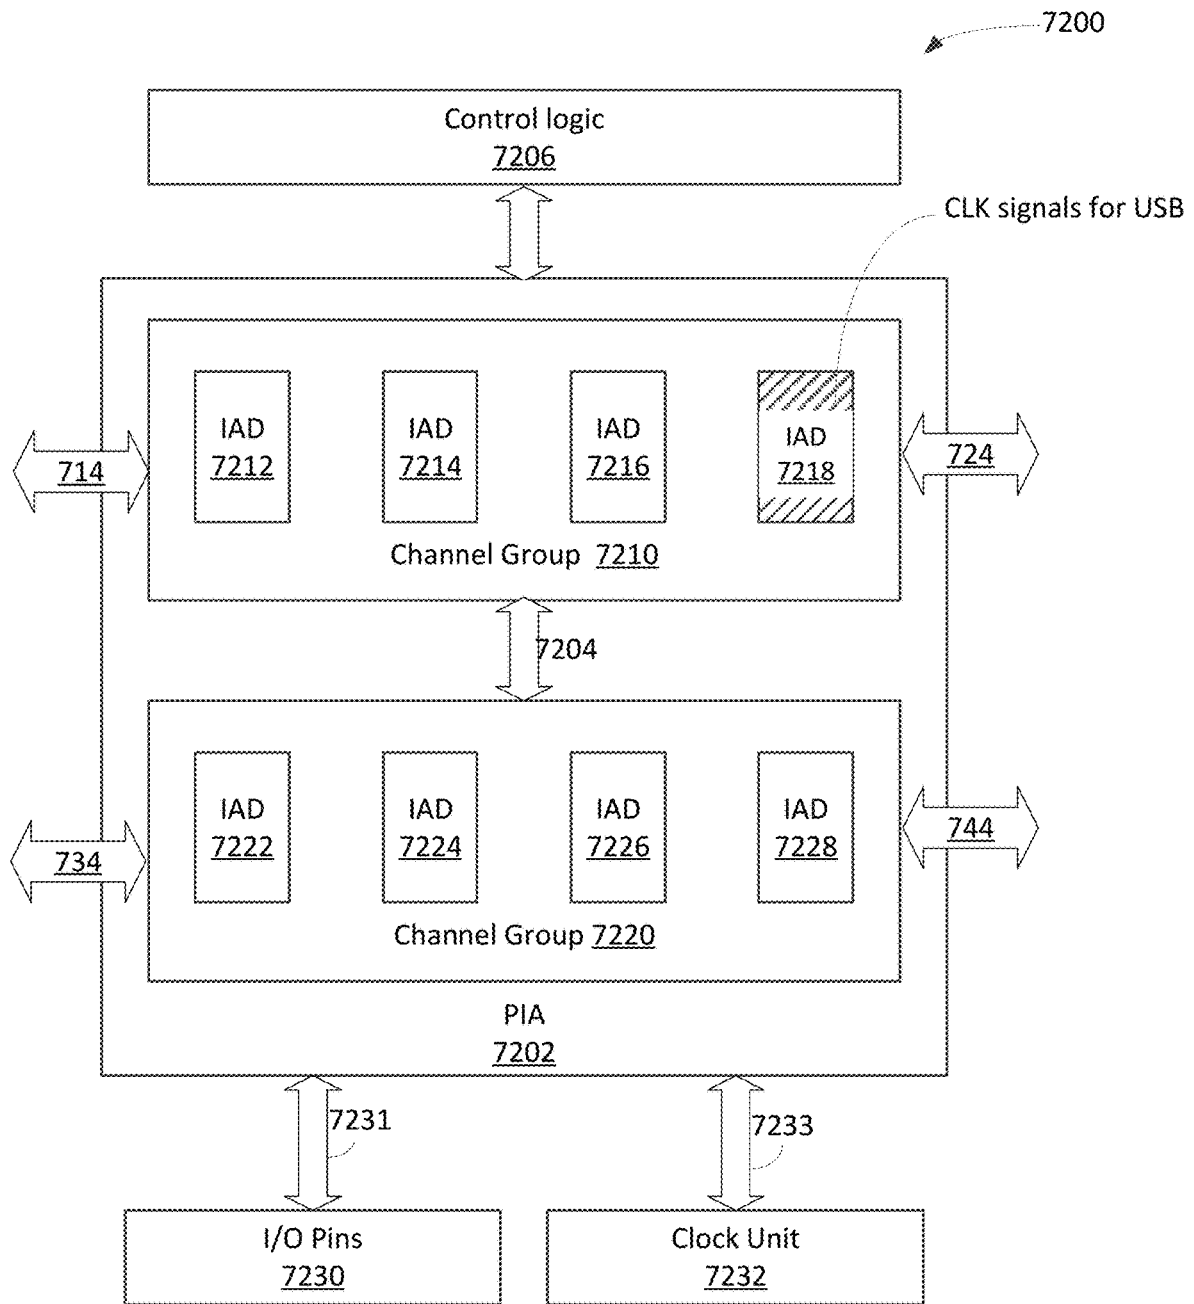 7200
Control logic
7206
CLK signals for USB
IAD
7212
IAD
7214
IAD
7216
IAD
7218
714
724
Channel Group 7210
7204
IAD
7222
IAD
7224
IAD
7226
IAD
7228
734
744
Channel Group 7220
PIA
7202
7231
7233
I/O Pins
7230
Clock Unit
7232